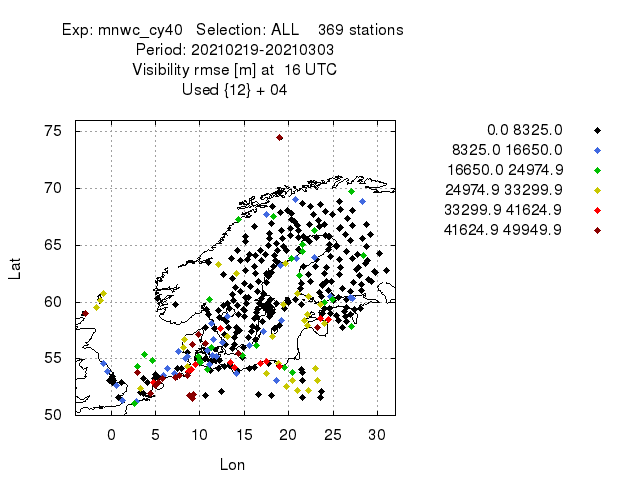 Exp: mnwc_cy40 Selection: ALL 369 stations
Period: 20210219-20210303
Visibility rmse [m] at 16 UTC
Used {12} + 04
0.0 8325.0
8325.0 16650.0
16650.0 24974.9
24974.9 33299.9
33299.9 41624.9
41624.9 49949.9
75
70
65
60
55
50
Lat
0 5 10 15 20 25 30
Lon